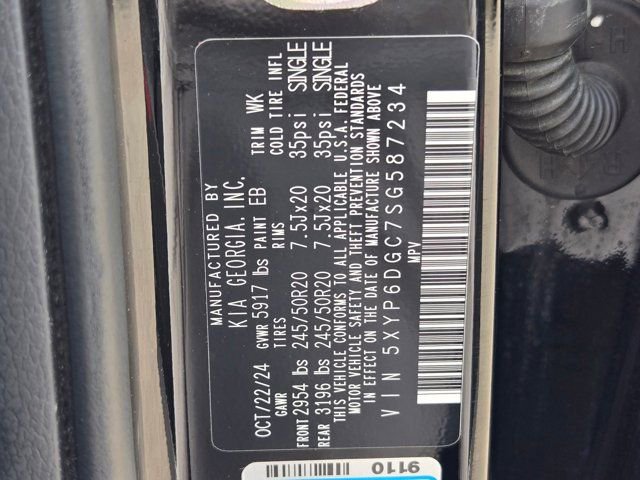 MANUFACTURED BY
KIA GEORGIA, INC.
OCT/22/24 GVWR 5917 lbs PAINT EB TRIM WK
GAWR TIRES RIMS COLD TIRE INFL
FRONT 2954 lbs 245/50R20 7.5Jx20 35psi SINGLE
REAR 3196 lbs 245/50R20 7.5Jx20 35psi SINGLE
THIS VEHICLE CONFORMS TO ALL APPLICABLE U.S.A. FEDERAL
MOTOR VEHICLE SAFETY AND THEFT PREVENTION STANDARDS
IN EFFECT ON THE DATE OF MANUFACTURE SHOWN ABOVE
VIN 5XYP6DGC7SG587234
MPV
9110